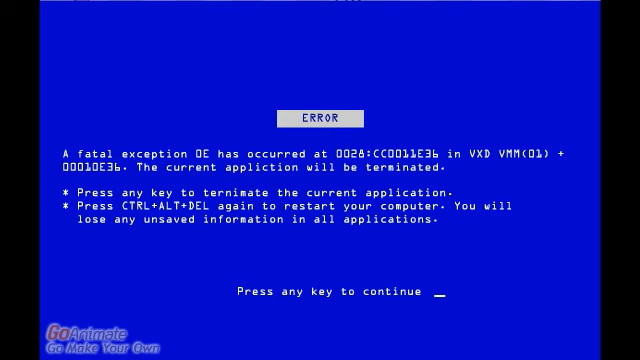 ERROR
A fatal exception 0E has occurred at 0028:CC0011E36 in VXD VMM(01) +
00010E36. The current appliction will be terminated.
* Press any key to ternimate the current application.
* Press CTRL+ALT+DEL again to restart your computer. You will
lose any unsaved information in all applications.
Press any key to continue _
GoAnimate
Go Make Your Own